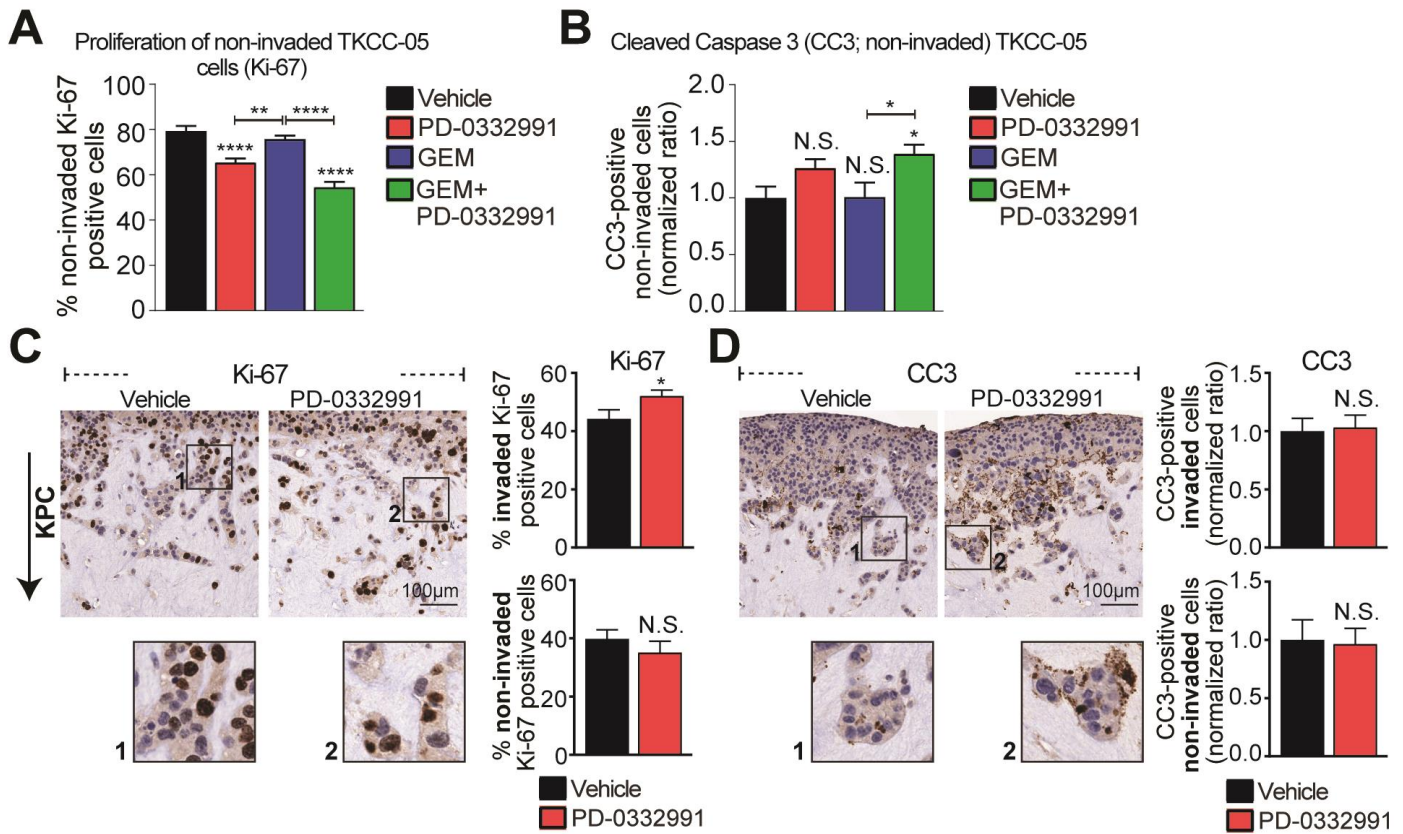 A
Proliferation of non-invaded TKCC-05
cells (Ki-67)
% non-invaded Ki-67
positive cells
100
80
60
40
20
0
****
**
****
****
Vehicle
PD-0332991
GEM
GEM+
PD-0332991
B
Cleaved Caspase 3 (CC3; non-invaded) TKCC-05
CC3-positive
non-invaded cells
(normalized ratio)
2.0
1.5
1.0
0.5
0.0
N.S.
N.S.
*
*
Vehicle
PD-0332991
GEM
GEM+
PD-0332991
C
Ki-67
Vehicle
PD-0332991
KPC
1
2
100µm
1
2
Ki-67
% invaded Ki-67
positive cells
60
40
20
0
*
% non-invaded
Ki-67 positive cells
60
40
20
0
N.S.
Vehicle
PD-0332991
D
CC3
Vehicle
PD-0332991
1
2
100µm
1
2
CC3
CC3-positive
invaded cells
(normalized ratio)
1.5
1.0
0.5
0.0
N.S.
CC3-positive
non-invaded cells
(normalized ratio)
1.5
1.0
0.5
0.0
N.S.
Vehicle
PD-0332991